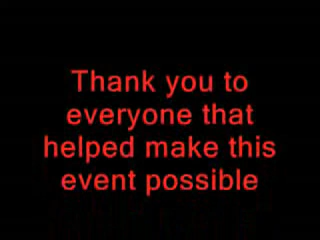 Thank you to
everyone that
helped make this
event possible